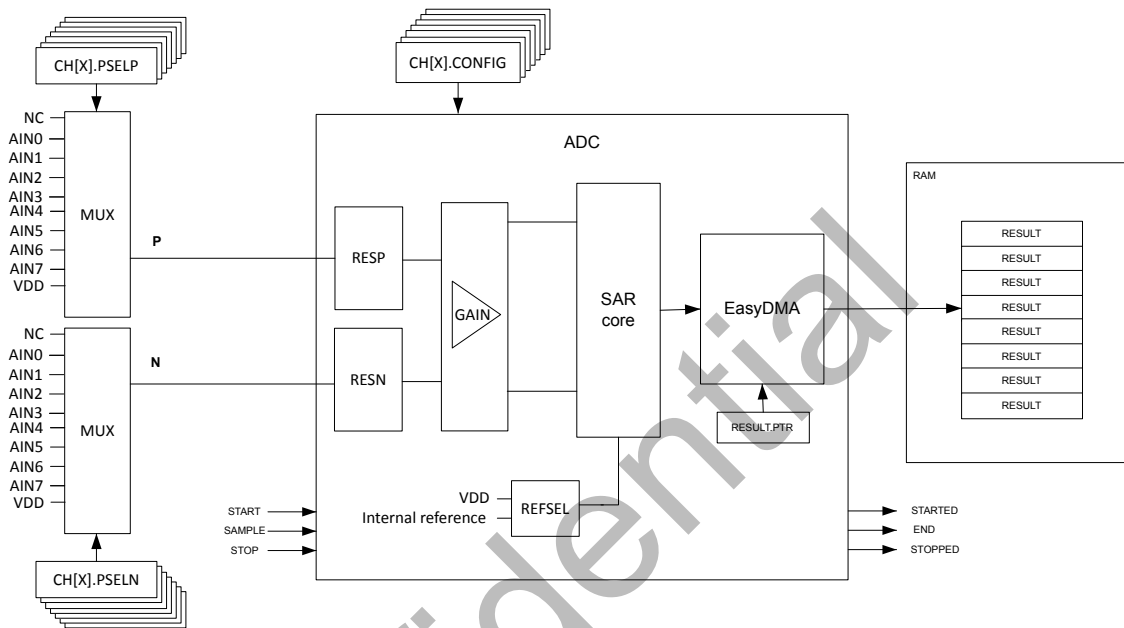 CH[X].PSELP
CH[X].CONFIG
NC
AIN0
AIN1
AIN2
AIN3
AIN4
AIN5
AIN6
AIN7
VDD
MUX
P
NC
AIN0
AIN1
AIN2
AIN3
AIN4
AIN5
AIN6
AIN7
VDD
MUX
N
CH[X].PSELN
ADC
RESP
RESN
GAIN
SAR
core
EasyDMA
RESULT.PTR
VDD
Internal reference
REFSEL
START
SAMPLE
STOP
STARTED
END
STOPPED
RAM
RESULT
RESULT
RESULT
RESULT
RESULT
RESULT
RESULT
RESULT
fidential